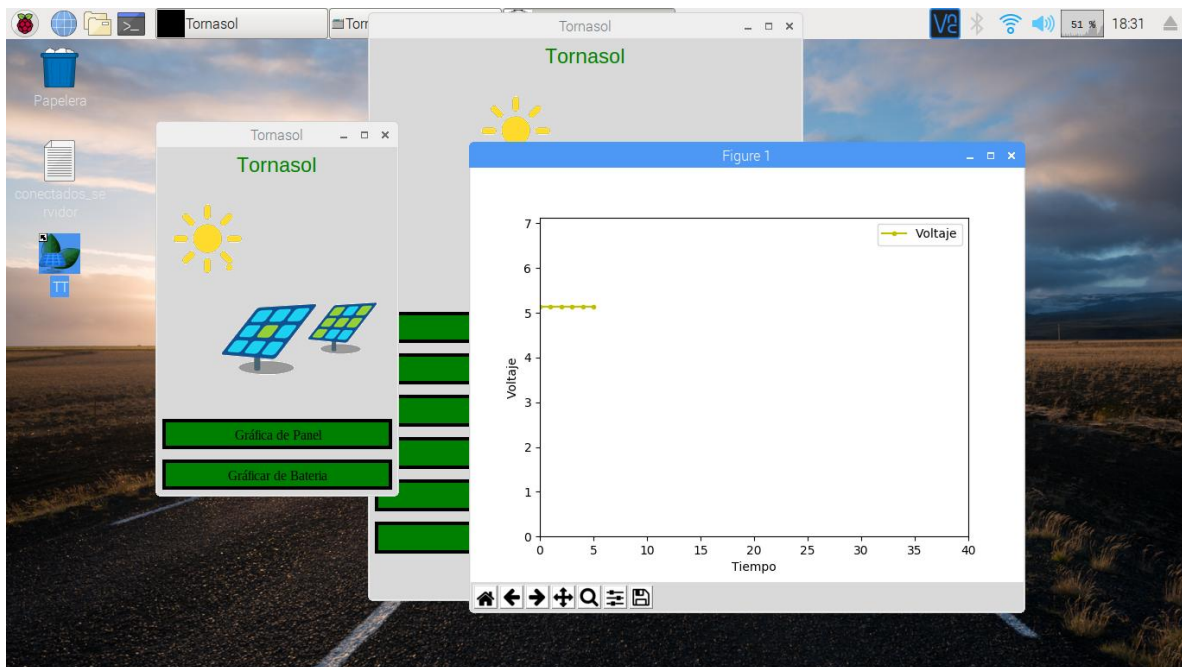 Tornasol
Torr
51 %
18:31
Papelera
conectados_se
rvidor
TT
Tornasol
Tornasol
Tornasol
Tornasol
Gráfica de Panel
Gráficar de Bateria
Figure 1
Voltaje
7
6
5
4
3
2
1
0
Voltaje
0 5 10 15 20 25 30 35 40
Tiempo